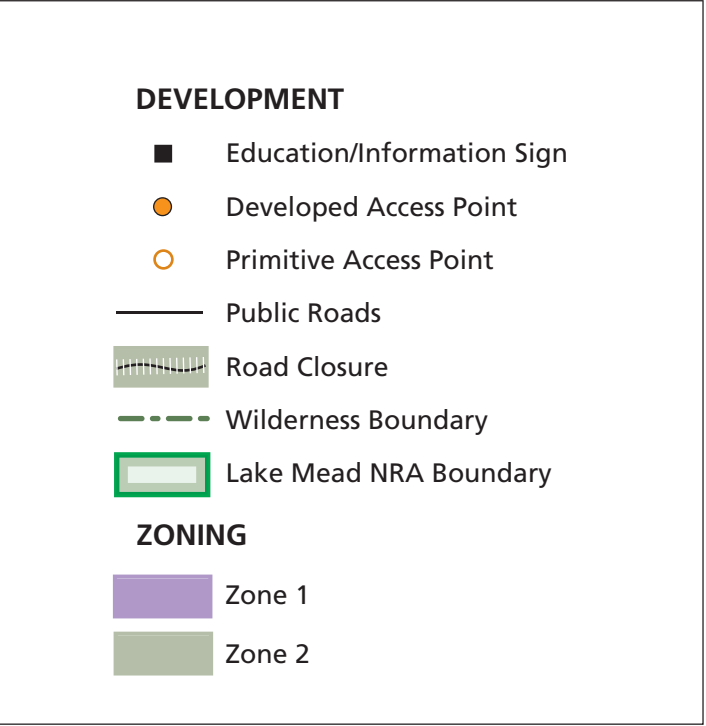 DEVELOPMENT
Education/Information Sign
Developed Access Point
Primitive Access Point
Public Roads
Road Closure
Wilderness Boundary
Lake Mead NRA Boundary
ZONING
Zone 1
Zone 2